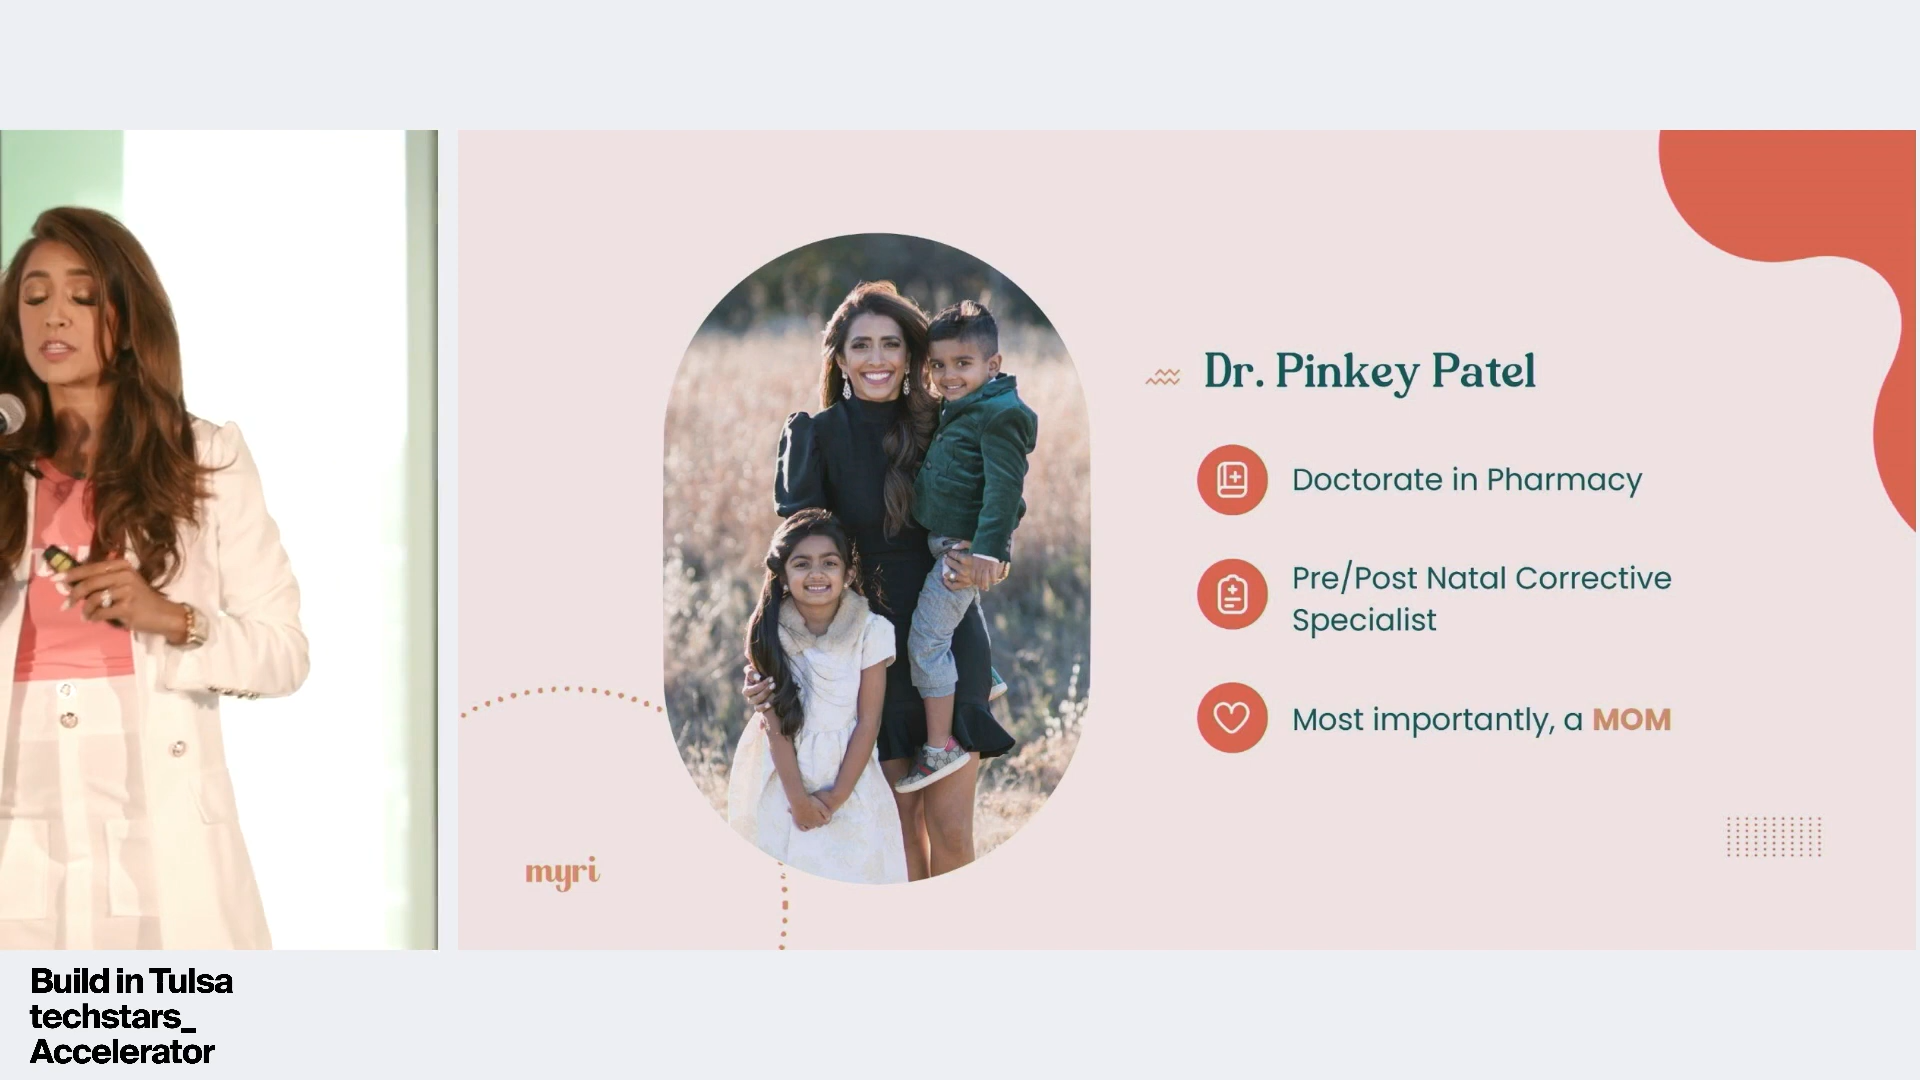 Dr. Pinkey Patel
Doctorate in Pharmacy
Pre/Post Natal Corrective
Specialist
Most importantly, a MOM
myri
Build in Tulsa
techstars_
Accelerator